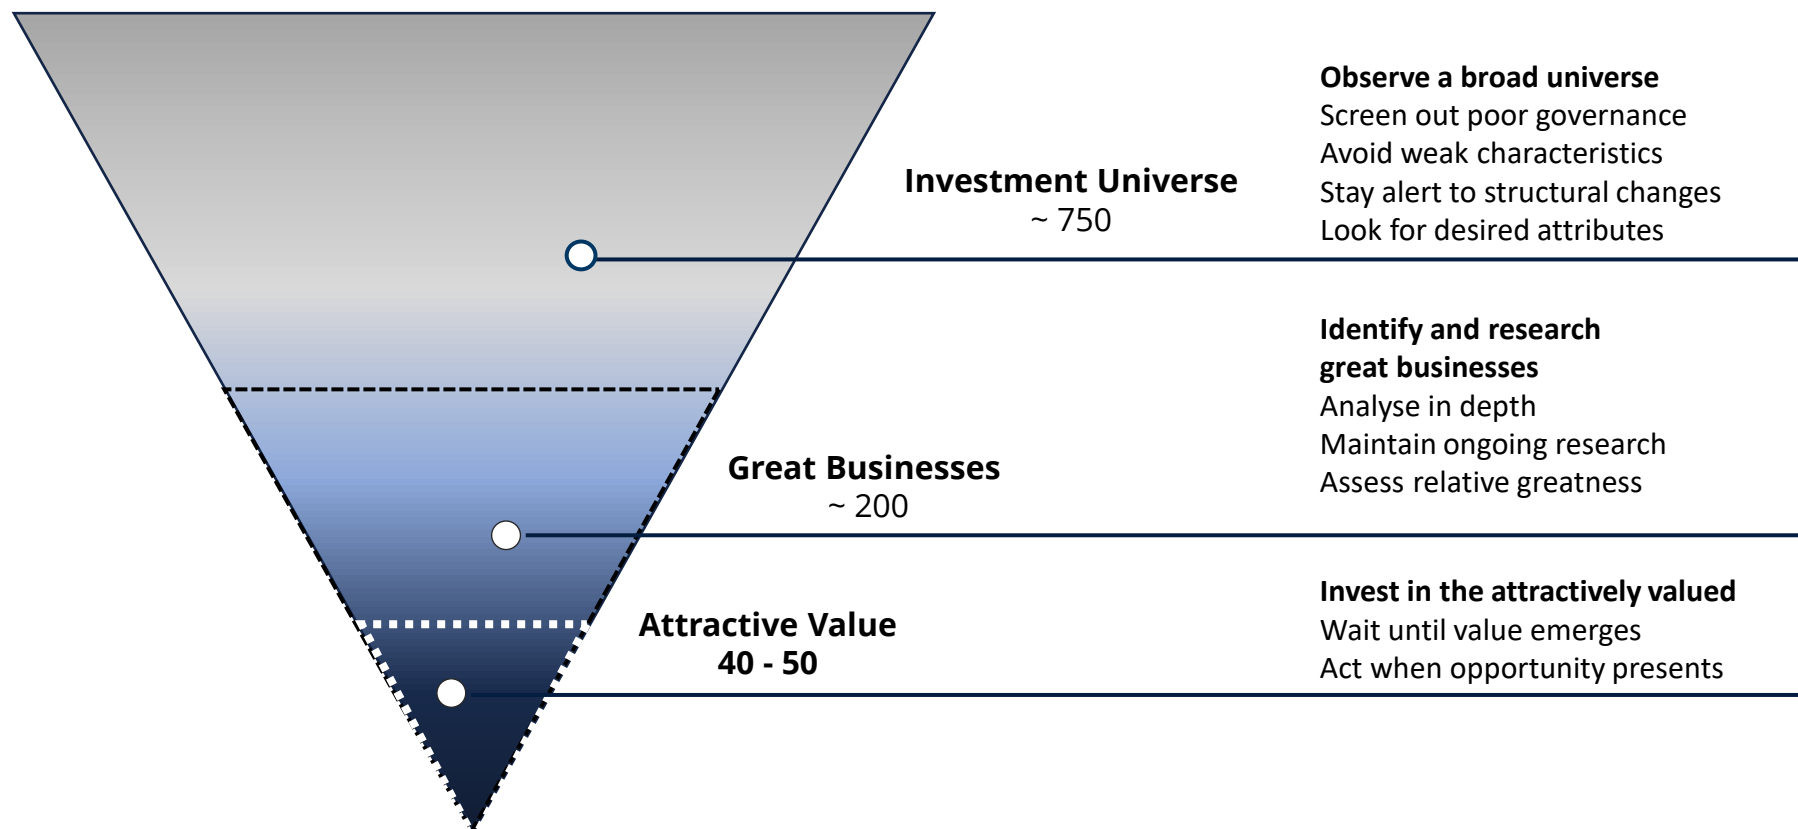 Observe a broad universe
Screen out poor governance
Avoid weak characteristics
Stay alert to structural changes
Look for desired attributes
Investment Universe
~ 750
Identify and research
great businesses
Analyse in depth
Maintain ongoing research
Assess relative greatness
Great Businesses
~ 200
Invest in the attractively valued
Wait until value emerges
Act when opportunity presents
Attractive Value
40 - 50